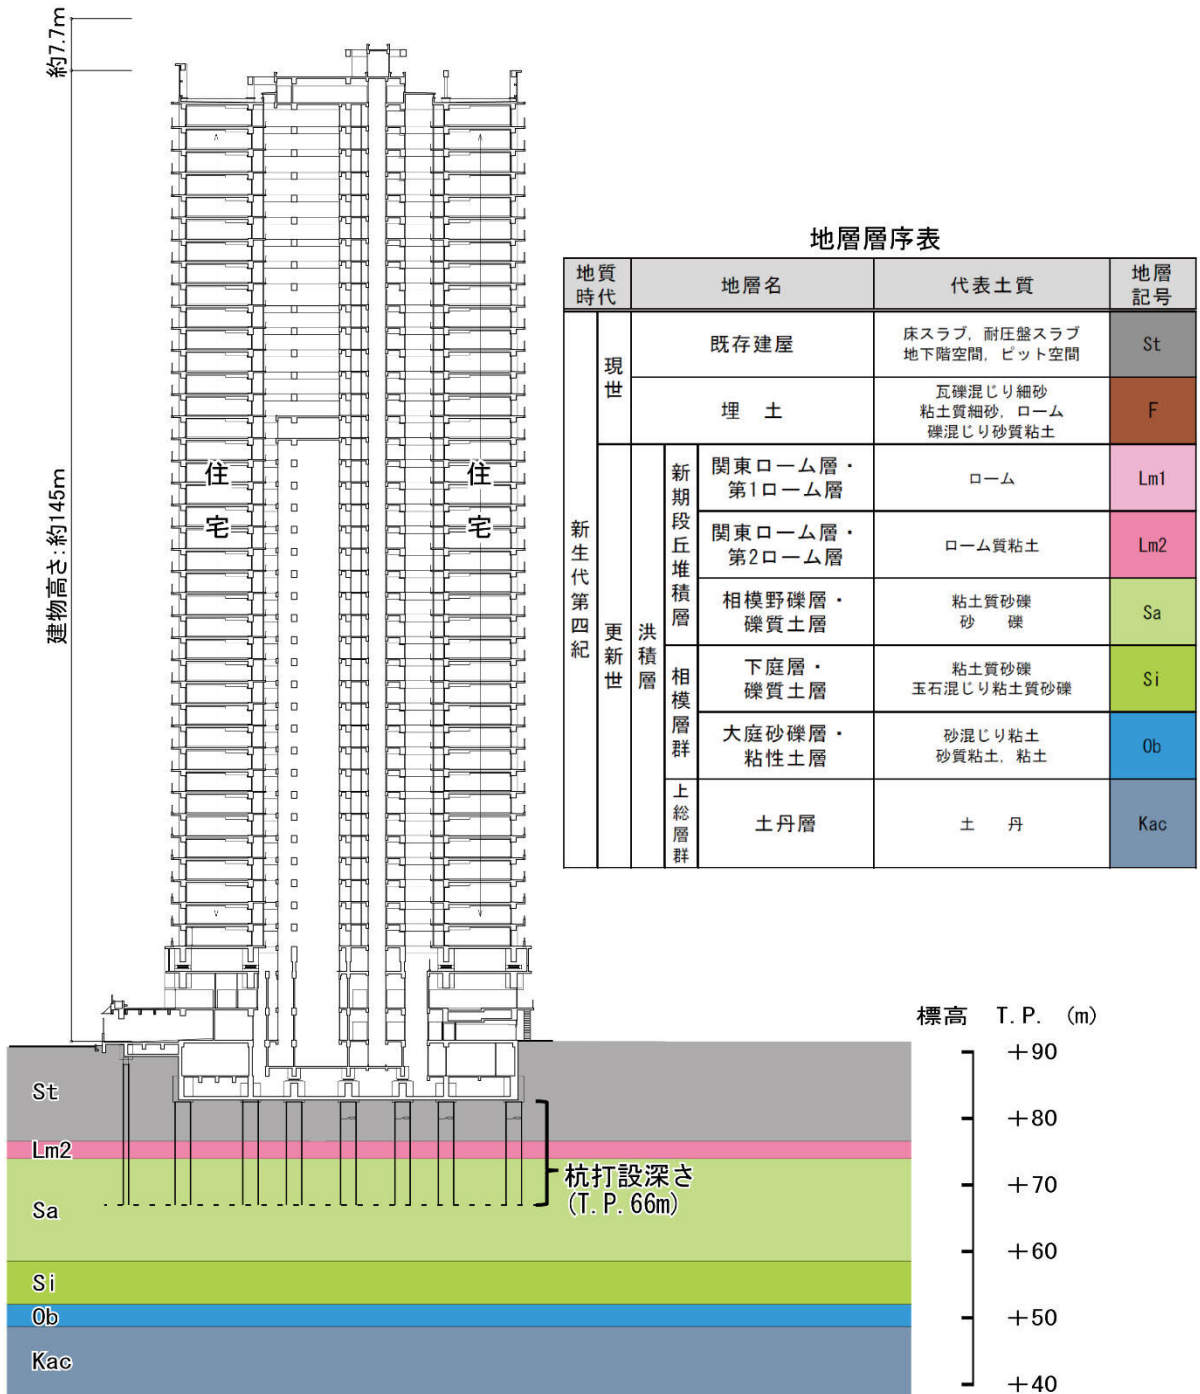 約7.7m
建物高さ:約145m
住宅
住宅
地層層序表
地質時代
地層名
代表土質
地層記号
新生代第四紀
現世
既存建屋
床スラブ，耐圧盤スラブ
地下階空間，ピット空間
St
埋　土
瓦礫混じり細砂
粘土質細砂，ローム
礫混じり砂質粘土
F
更新世
洪積層
新期段丘堆積層
関東ローム層・
第1ローム層
ローム
Lm1
関東ローム層・
第2ローム層
ローム質粘土
Lm2
相模野礫層・
礫質土層
粘土質砂礫
砂　礫
Sa
相模層群
下庭層・
礫質土層
粘土質砂礫
玉石混じり粘土質砂礫
Si
大庭砂礫層・
粘性土層
砂混じり粘土
砂質粘土，粘土
Ob
上総層群
土丹層
土　丹
Kac
標高　T.P. (m)
+90
+80
+70
+60
+50
+40
St
Lm2
Sa
Si
Ob
Kac
杭打設深さ
(T.P.66m)